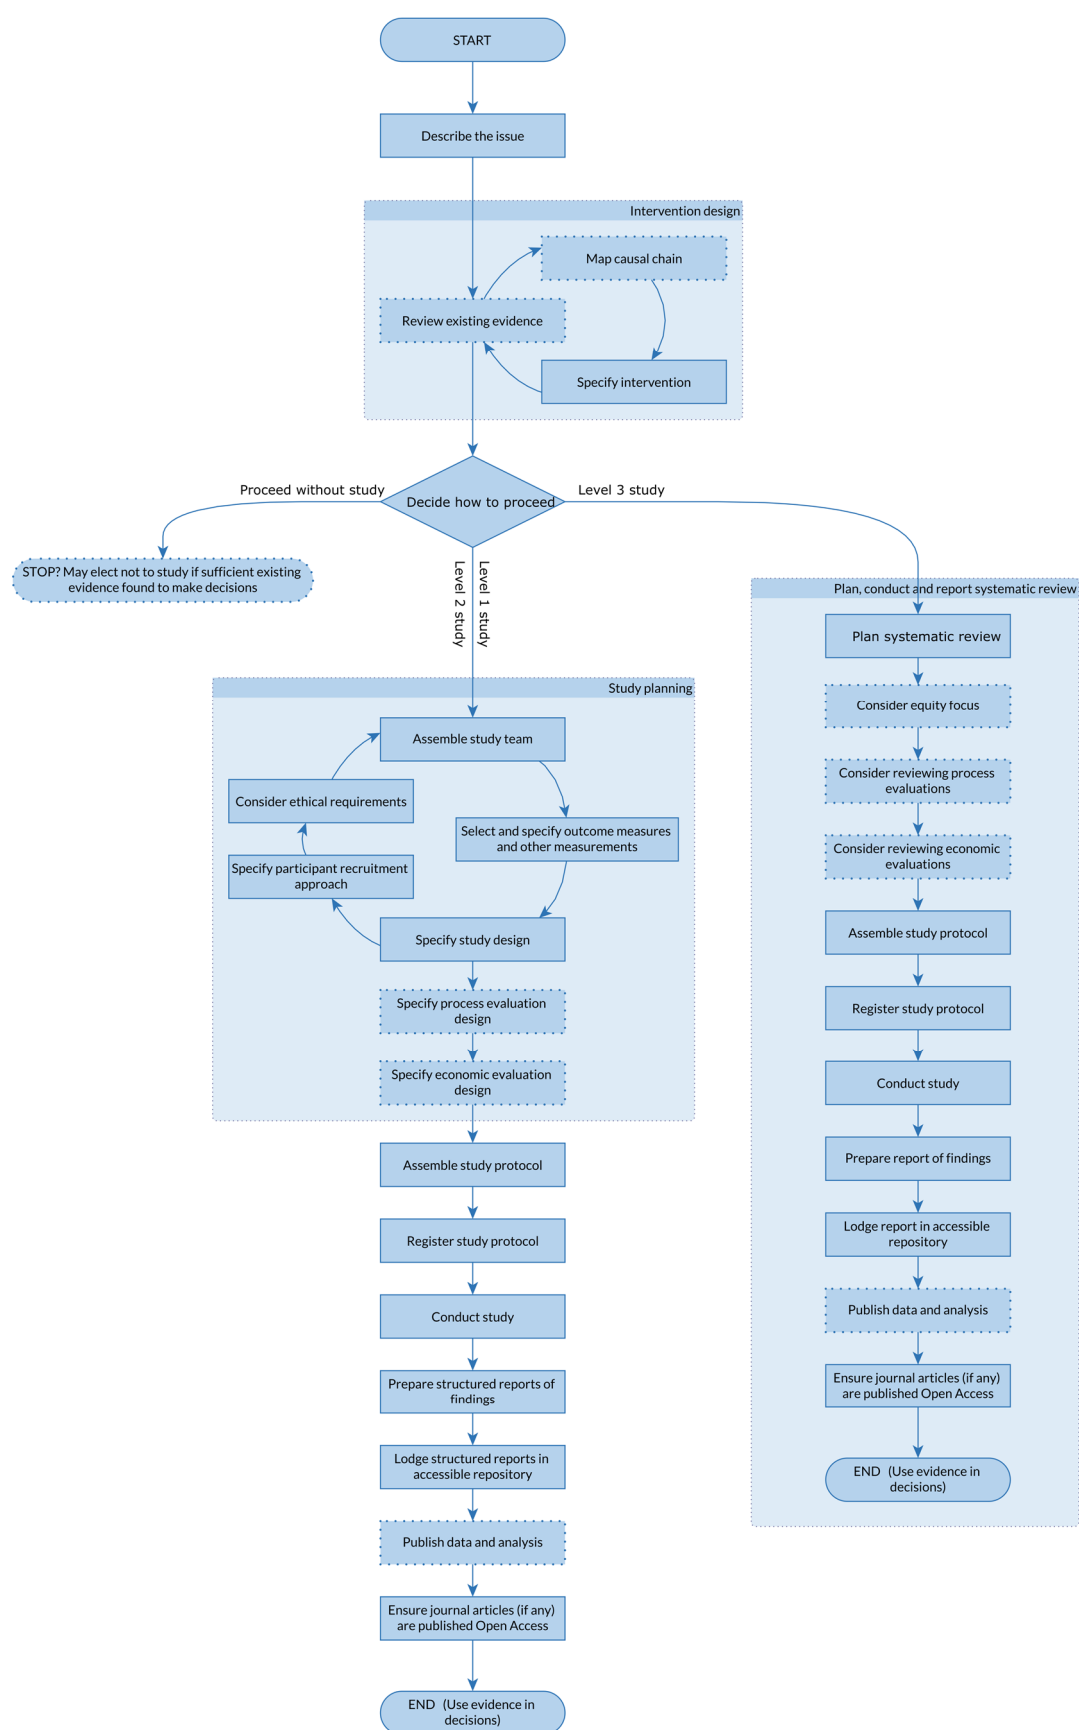 START
Describe the issue
Intervention design
Map causal chain
Review existing evidence
Specify intervention
Decide how to proceed
Proceed without study
Level 3 study
STOP? May elect not to study if sufficient existing
evidence found to make decisions
Level 1 study
Level 2 study
Study planning
Assemble study team
Consider ethical requirements
Select and specify outcome measures
and other measurements
Specify participant recruitment
approach
Specify study design
Specify process evaluation
design
Specify economic evaluation
design
Assemble study protocol
Register study protocol
Conduct study
Prepare structured reports of
findings
Lodge structured reports in
accessible repository
Publish data and analysis
Ensure journal articles (if any)
are published Open Access
END (Use evidence in
decisions)
Plan, conduct and report systematic review
Plan systematic review
Consider equity focus
Consider reviewing process
evaluations
Consider reviewing economic
evaluations
Assemble study protocol
Register study protocol
Conduct study
Prepare report of findings
Lodge report in accessible
repository
Publish data and analysis
Ensure journal articles (if any)
are published Open Access
END (Use evidence in
decisions)